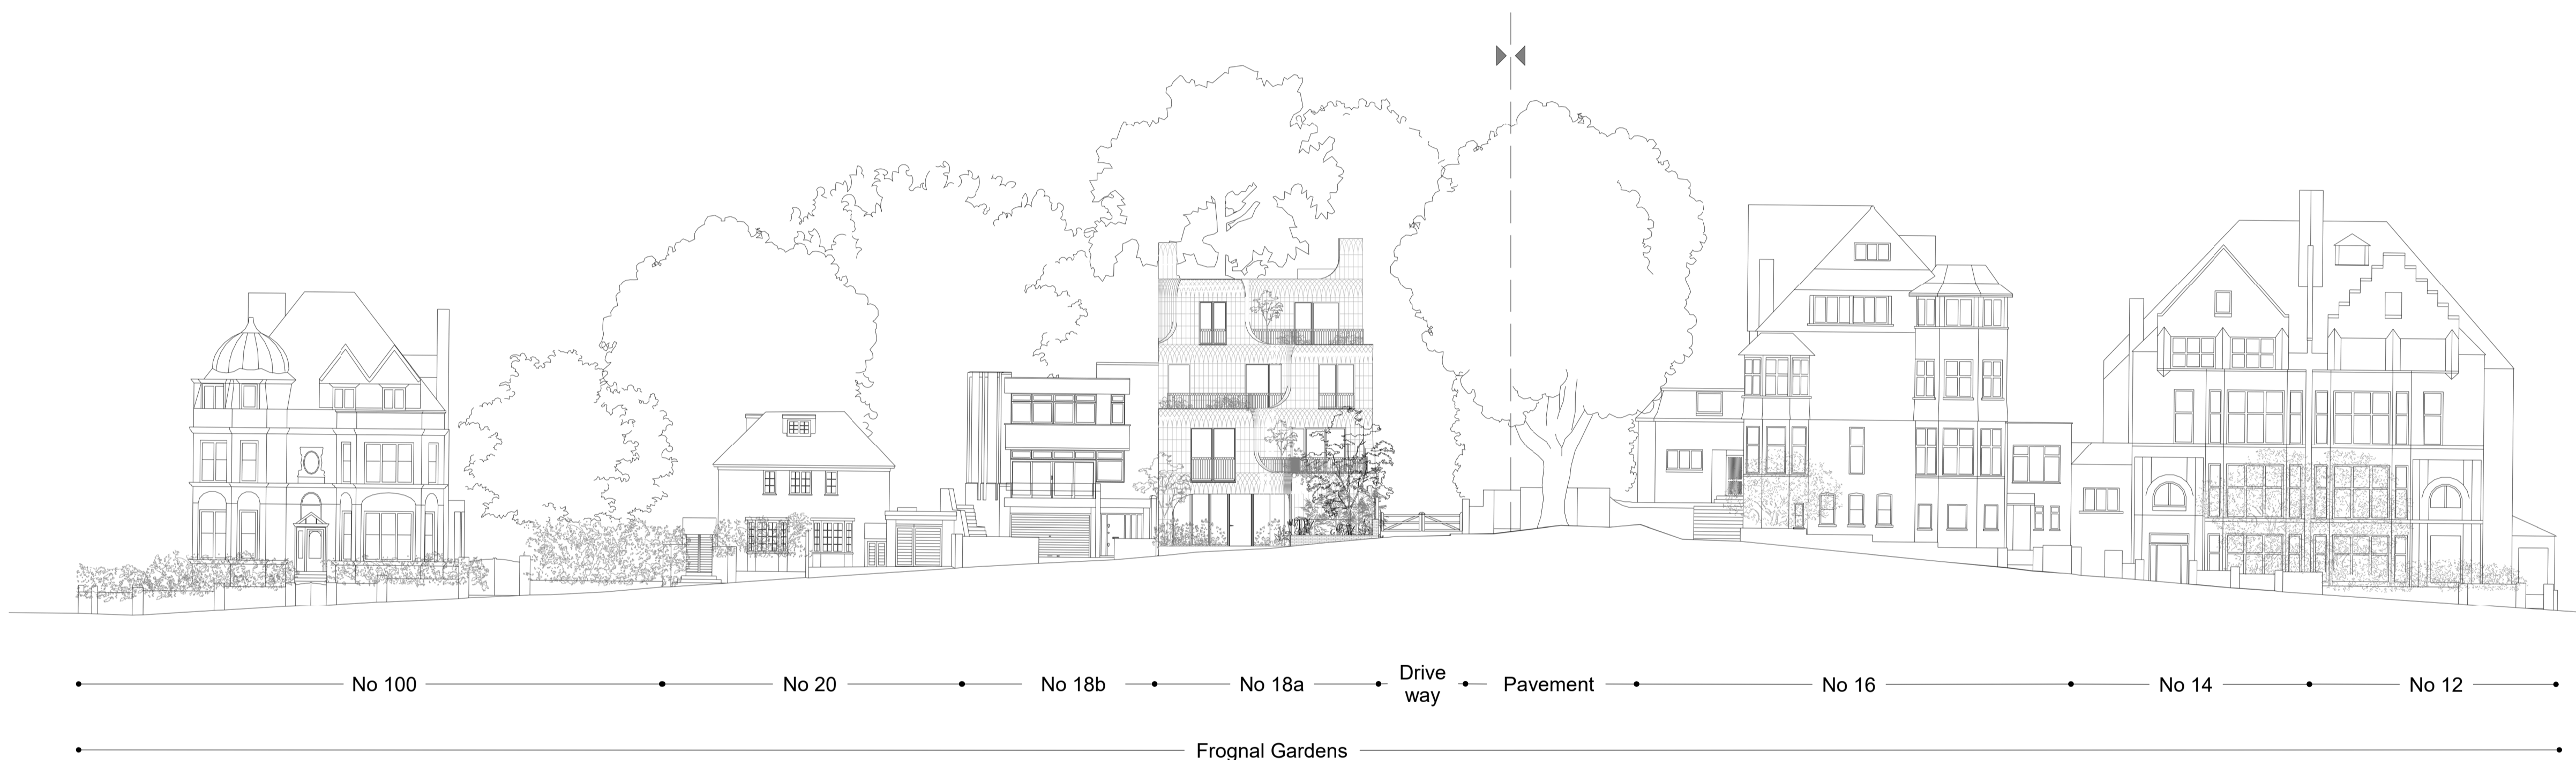 No 100
No 20
No 18b
No 18a
Drive
way
Pavement
No 16
No 14
No 12
Frognal Gardens